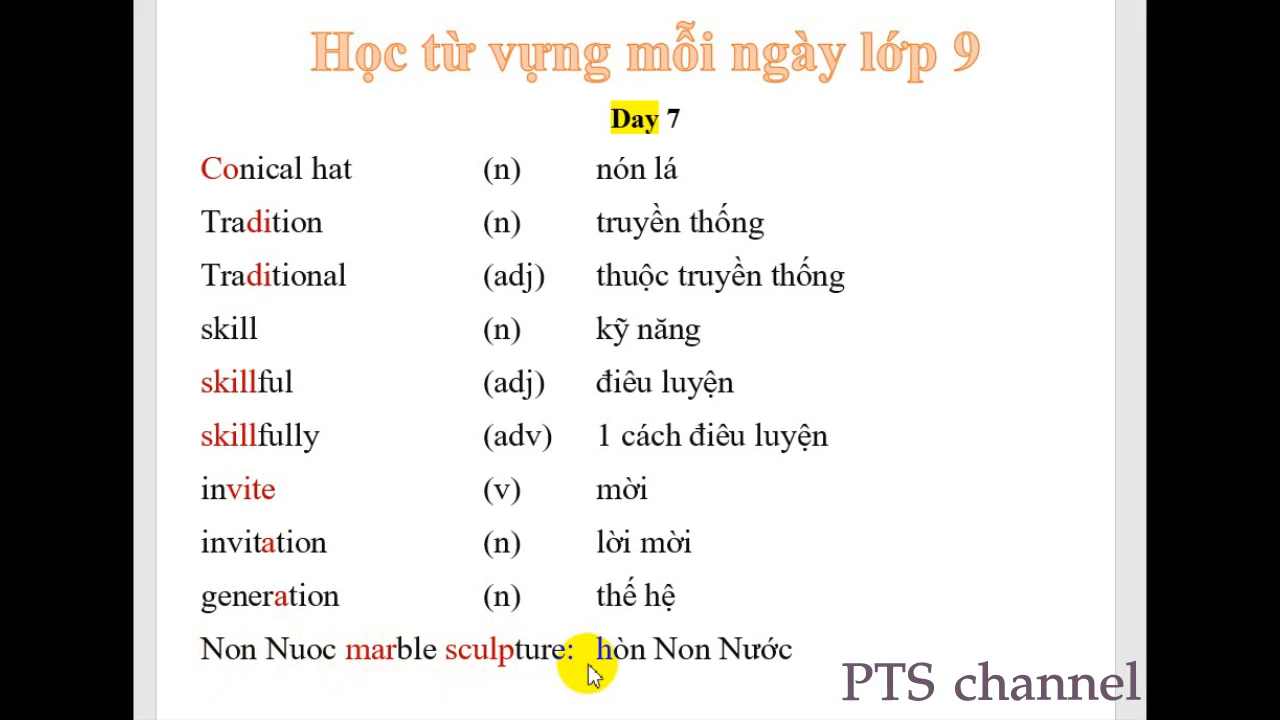 Học từ vựng mỗi ngày lớp 9
Day 7
Conical hat (n) nón lá
Tradition (n) truyền thống
Traditional (adj) thuộc truyền thống
skill (n) kỹ năng
skillful (adj) điêu luyện
skillfully (adv) 1 cách điêu luyện
invite (v) mời
invitation (n) lời mời
generation (n) thế hệ
Non Nuoc marble sculpture: hòn Non Nước
PTS channel